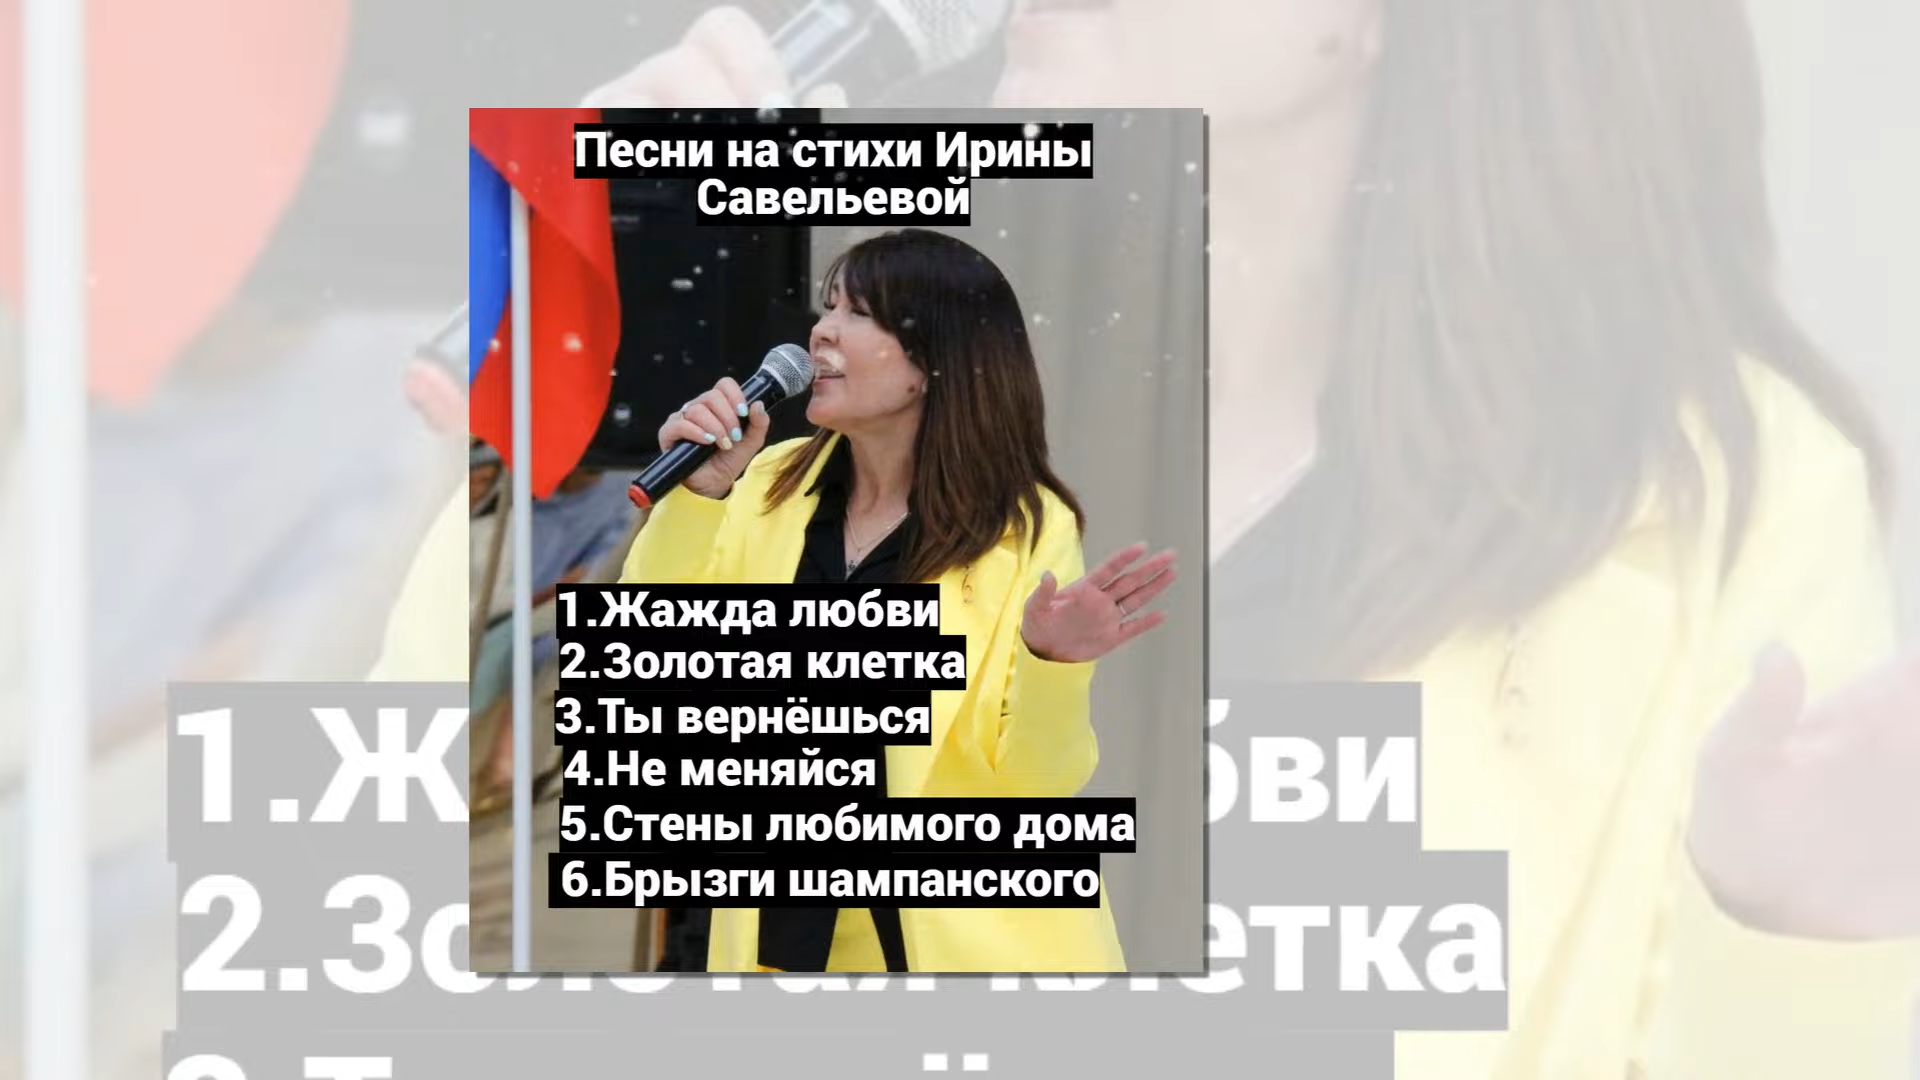 Песни на стихи Ирины
Савельевой
1.Жажда любви
2.Золотая клетка
3.Ты вернёшься
4.Не меняйся
5.Стены любимого дома
6.Брызги шампанского